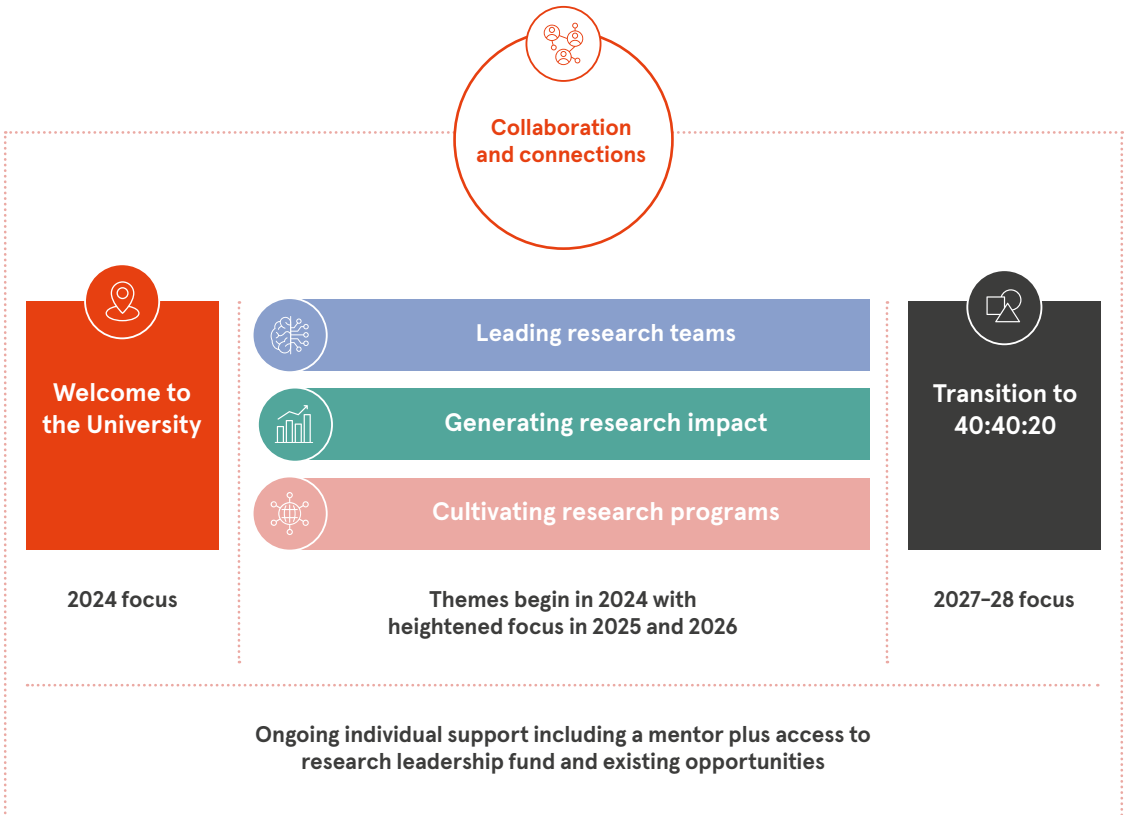 Collaboration
and connections
Welcome to
the University
Leading research teams
Generating research impact
Cultivating research programs
Transition to
40:40:20
2024 focus
Themes begin in 2024 with
heightened focus in 2025 and 2026
2027–28 focus
Ongoing individual support including a mentor plus access to
research leadership fund and existing opportunities